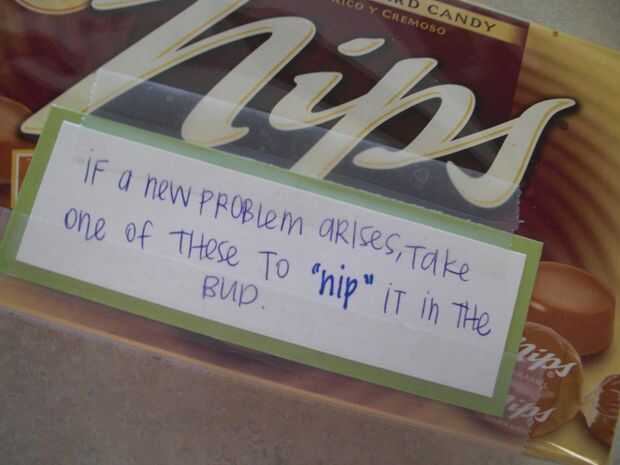 RD CANDY
RICO Y CREMOSO
Nips
IF a new PROBlem aRISeS, Take
one of THese To "nip" iT in THe
BUD.
Nips
Nips